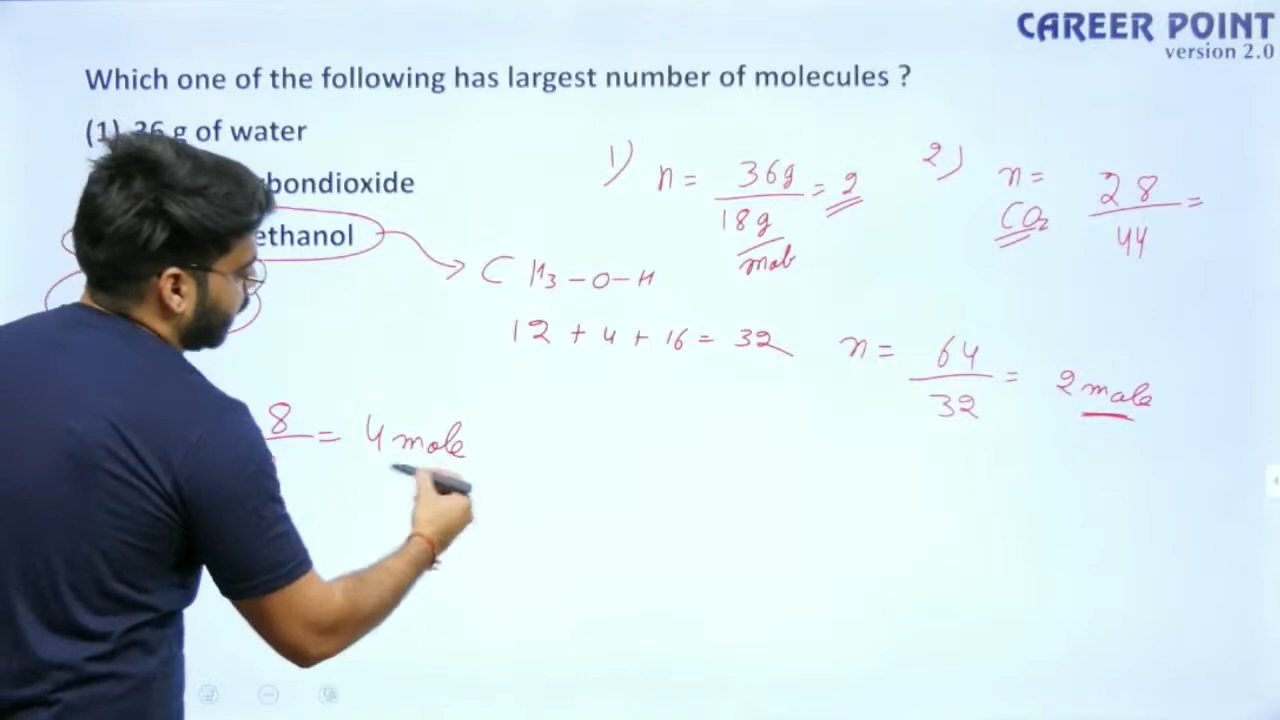 CAREER POINT
version 2.0
Which one of the following has largest number of molecules ?
(1) 36 g of water
bondioxide
ethanol
1) n = 36g / 18g/mole = 2
2) n = 28 / 44 =
CO2
CH3-O-H
12 + 4 + 16 = 32
n = 64 / 32 = 2 mole
8 = 4 mole